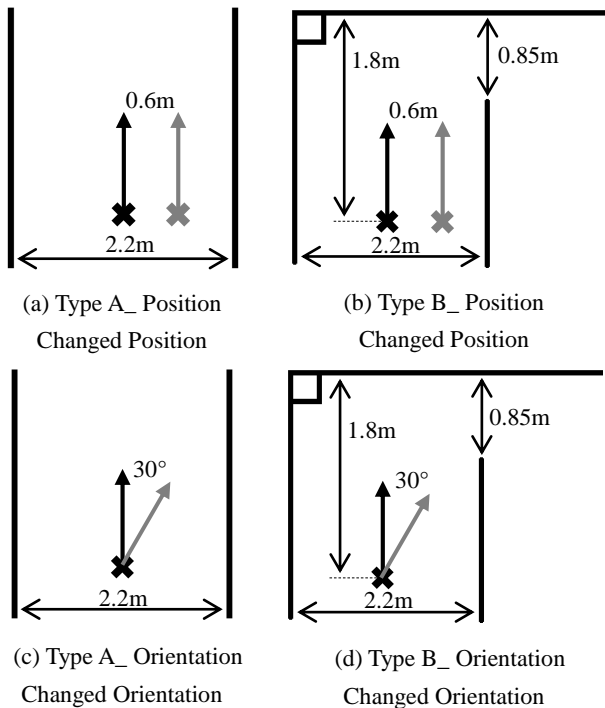 1.8m
0.85m
0.6m
0.6m
2.2m
2.2m
(a) Type A_ Position
Changed Position
(b) Type B_ Position
Changed Position
1.8m
0.85m
30°
30°
2.2m
2.2m
(c) Type A_ Orientation
Changed Orientation
(d) Type B_ Orientation
Changed Orientation